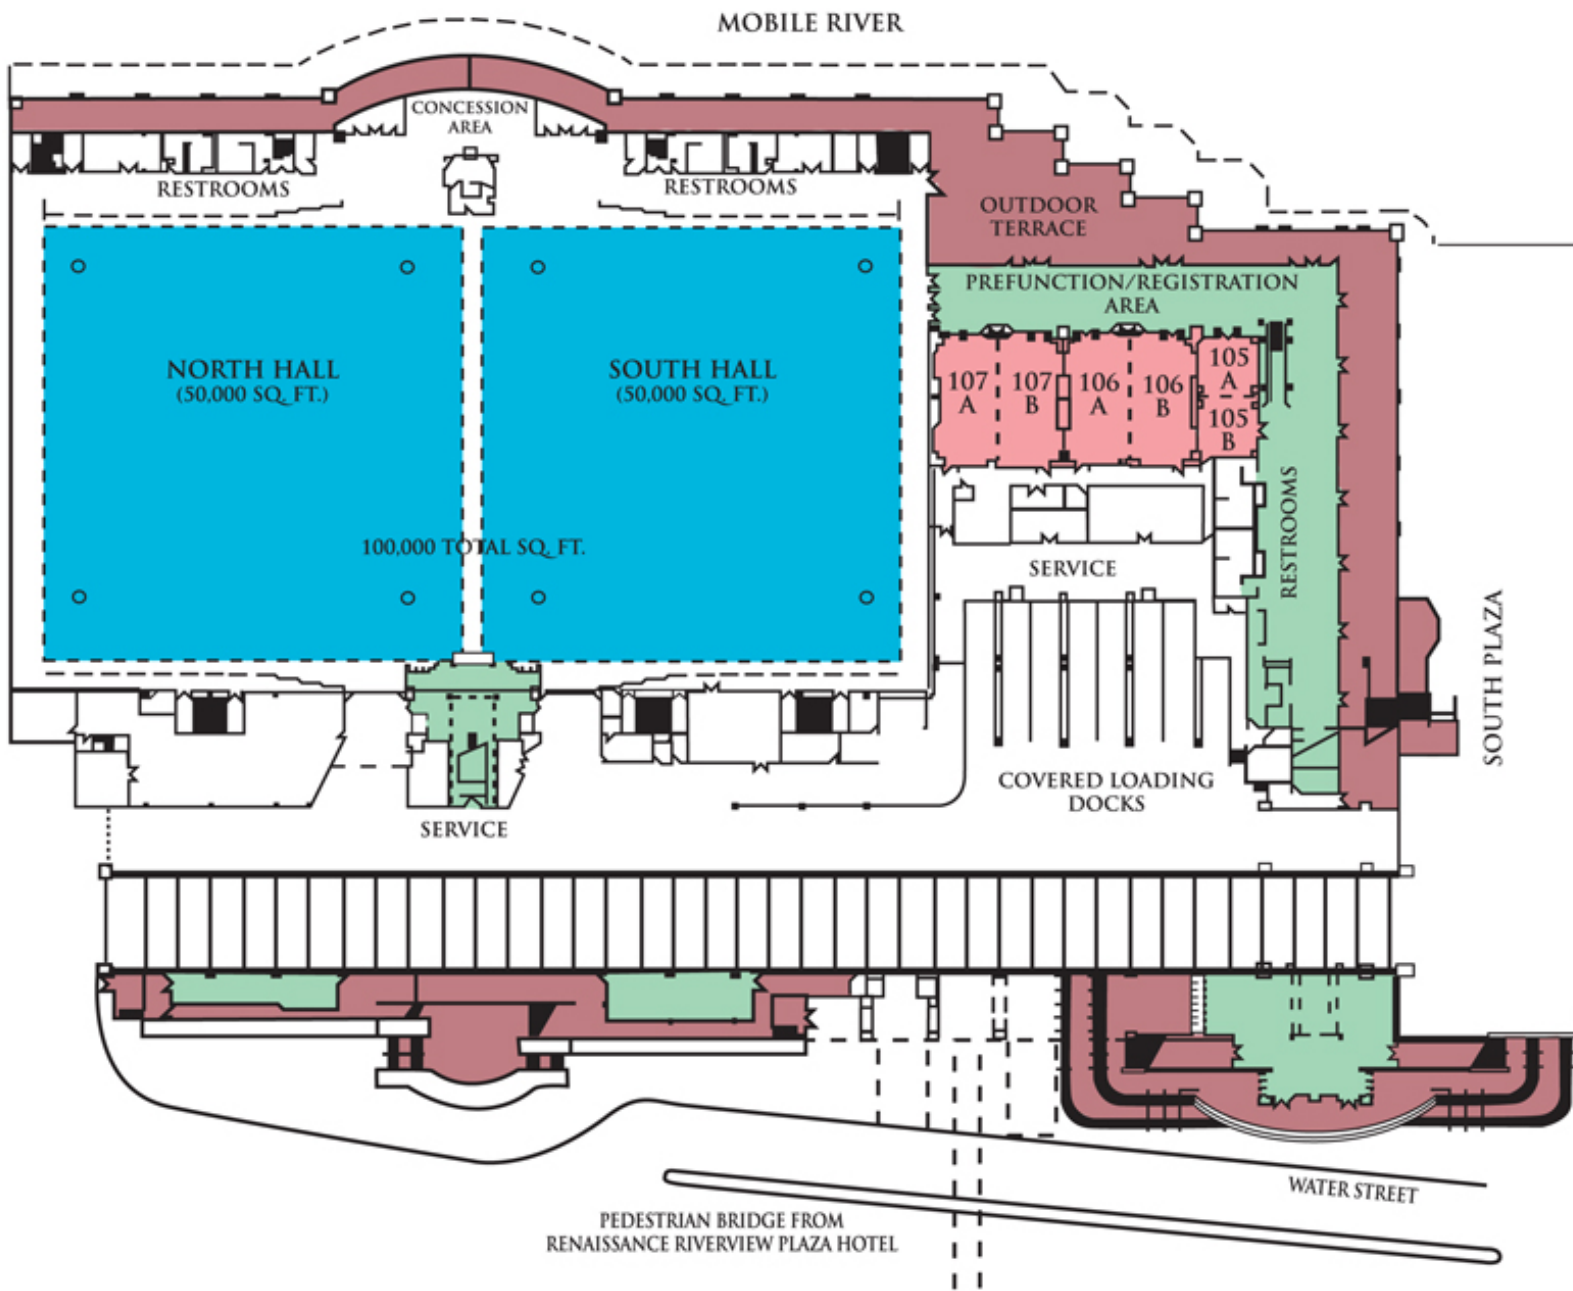 MOBILE RIVER
CONCESSION
AREA
RESTROOMS
RESTROOMS
OUTDOOR
TERRACE
PREFUNCTION/REGISTRATION
AREA
NORTH HALL
(50,000 SQ. FT.)
SOUTH HALL
(50,000 SQ. FT.)
107
A
107
B
106
A
106
B
105
A
105
B
100,000 TOTAL SQ. FT.
SERVICE
RESTROOMS
SOUTH PLAZA
COVERED LOADING
DOCKS
SERVICE
WATER STREET
PEDESTRIAN BRIDGE FROM
RENAISSANCE RIVERVIEW PLAZA HOTEL